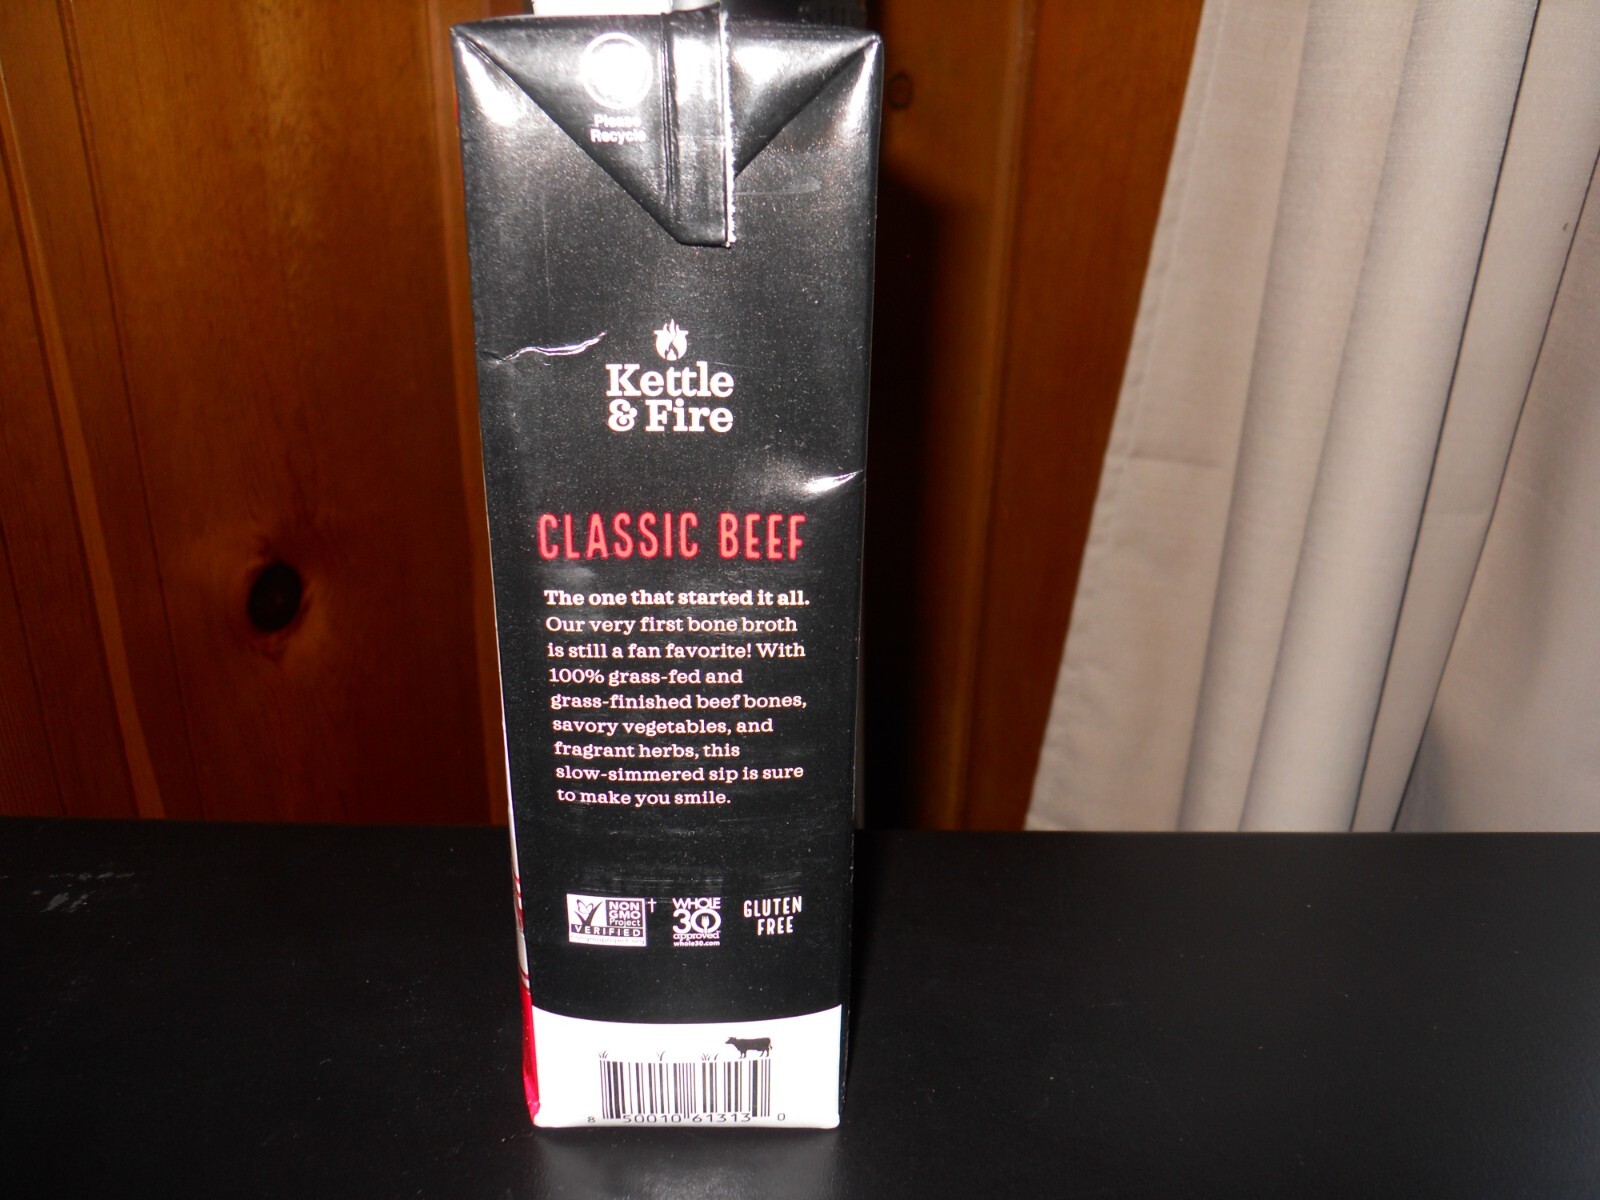 Please
Recycle
Kettle
& Fire
CLASSIC BEEF
The one that started it all.
Our very first bone broth
is still a fan favorite! With
100% grass-fed and
grass-finished beef bones,
savory vegetables, and
fragrant herbs, this
slow-simmered sip is sure
to make you smile.
NON
GMO
Project
VERIFIED
†
WHOLE
30
approved
whole30.com
GLUTEN
FREE
8 50010 61313 0